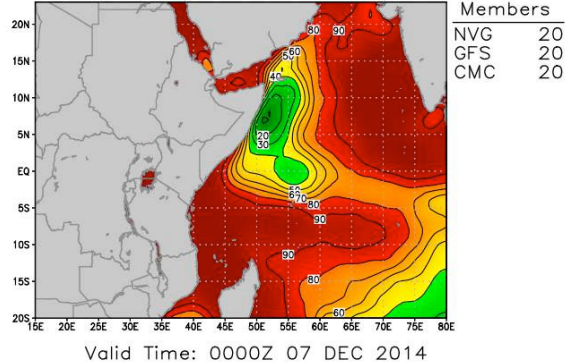 Members
NVG 20
GFS 20
CMC 20
20N
15N
10N
5N
EQ
5S
10S
15S
20S
80
90
60
50
40
20
30
50
60
70
80
90
90
80
60
15E 20E 25E 30E 35E 40E 45E 50E 55E 60E 65E 70E 75E 80E
Valid Time: 0000Z 07 DEC 2014